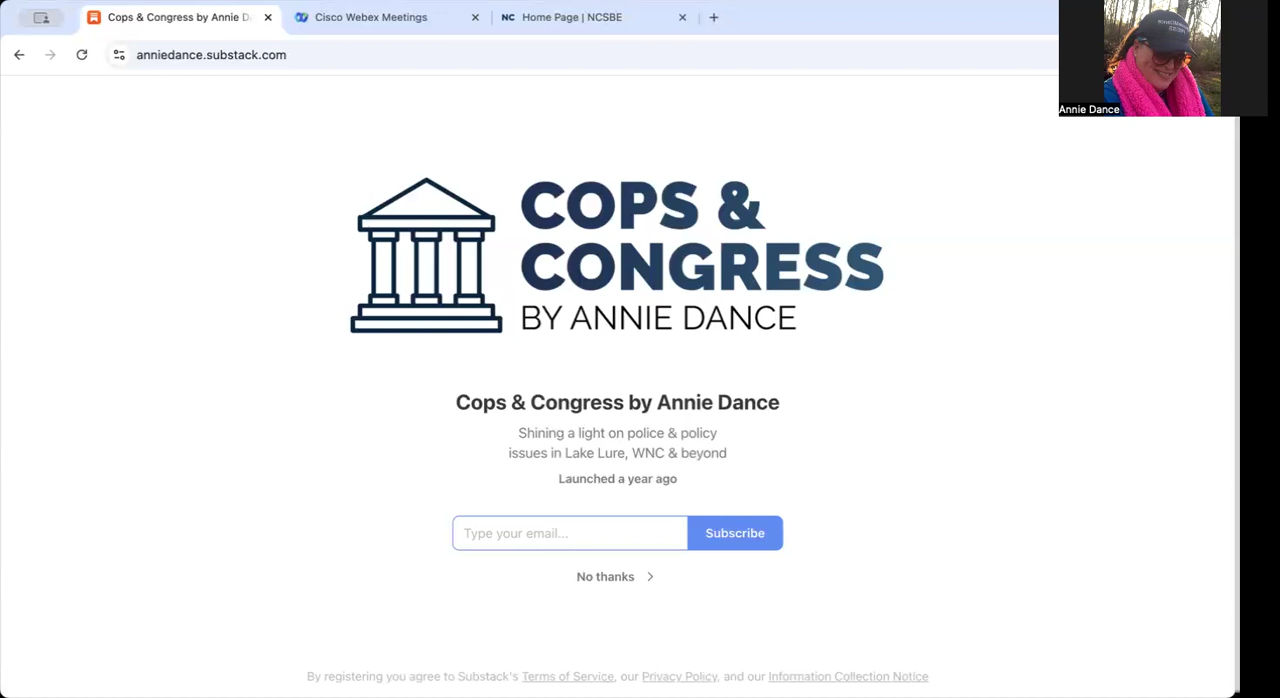 Cops & Congress by Annie D
Cisco Webex Meetings
NC Home Page | NCSBE
anniedance.substack.com
Annie Dance
COPS &
CONGRESS
BY ANNIE DANCE
Cops & Congress by Annie Dance
Shining a light on police & policy
issues in Lake Lure, WNC & beyond
Launched a year ago
Type your email...
Subscribe
No thanks
By registering you agree to Substack's Terms of Service, our Privacy Policy, and our Information Collection Notice